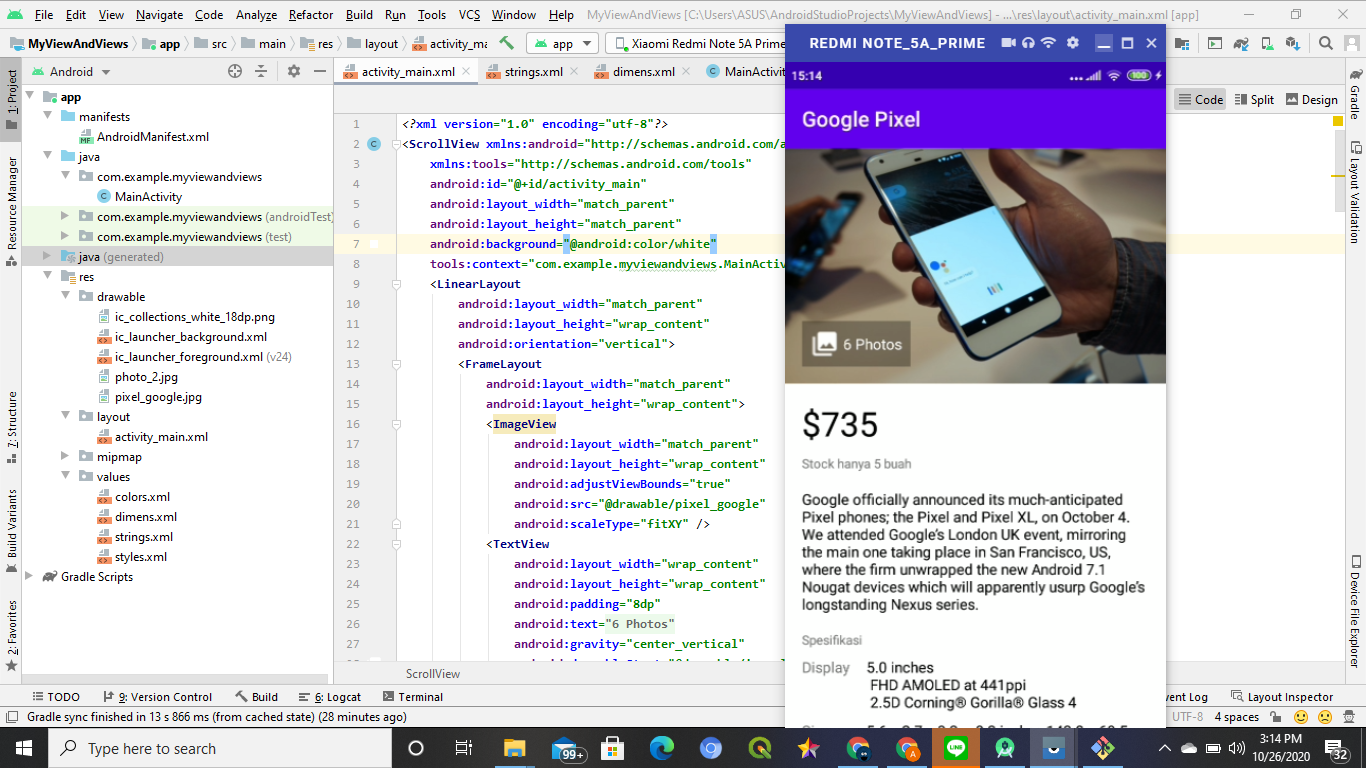 File Edit View Navigate Code Analyze Refactor Build Run Tools VCS Window Help MyViewAndViews [C:\Users\ASUS\AndroidStudioProjects\MyViewAndViews] - ...\res\layout\activity_main.xml [app]
MyViewAndViews app src main res layout activity_ma app Xiaomi Redmi Note 5A Prime
Android
activity_main.xml strings.xml dimens.xml MainActivity
Code Split Design
1: Project
Resource Manager
Z: Structure
Build Variants
2: Favorites
app
manifests
AndroidManifest.xml
java
com.example.myviewandviews
MainActivity
com.example.myviewandviews (androidTest)
com.example.myviewandviews (test)
java (generated)
res
drawable
ic_collections_white_18dp.png
ic_launcher_background.xml
ic_launcher_foreground.xml (v24)
photo_2.jpg
pixel_google.jpg
layout
activity_main.xml
mipmap
values
colors.xml
dimens.xml
strings.xml
styles.xml
Gradle Scripts
1 <?xml version="1.0" encoding="utf-8"?>
2 <ScrollView xmlns:android="http://schemas.android.com/a
3 xmlns:tools="http://schemas.android.com/tools"
4 android:id="@+id/activity_main"
5 android:layout_width="match_parent"
6 android:layout_height="match_parent"
7 android:background="@android:color/white"
8 tools:context="com.example.myviewandviews.MainActiv
9 <LinearLayout
10 android:layout_width="match_parent"
11 android:layout_height="wrap_content"
12 android:orientation="vertical">
13 <FrameLayout
14 android:layout_width="match_parent"
15 android:layout_height="wrap_content">
16 <ImageView
17 android:layout_width="match_parent"
18 android:layout_height="wrap_content"
19 android:adjustViewBounds="true"
20 android:src="@drawable/pixel_google"
21 android:scaleType="fitXY" />
22 <TextView
23 android:layout_width="wrap_content"
24 android:layout_height="wrap_content"
25 android:padding="8dp"
26 android:text="6 Photos"
27 android:gravity="center_vertical"
ScrollView
REDMI NOTE_5A_PRIME
15:14 100
Google Pixel
6 Photos
$735
Stock hanya 5 buah
Google officially announced its much-anticipated
Pixel phones; the Pixel and Pixel XL, on October 4.
We attended Google's London UK event, mirroring
the main one taking place in San Francisco, US,
where the firm unwrapped the new Android 7.1
Nougat devices which will apparently usurp Google's
longstanding Nexus series.
Spesifikasi
Display 5.0 inches
FHD AMOLED at 441ppi
2.5D Corning® Gorilla® Glass 4
Gradle
Layout Validation
Device File Explorer
TODO 9: Version Control Build 6: Logcat Terminal vent Log Layout Inspector
Gradle sync finished in 13 s 866 ms (from cached state) (28 minutes ago) UTF-8 4 spaces
Type here to search 99+ 3:14 PM
10/26/2020 32